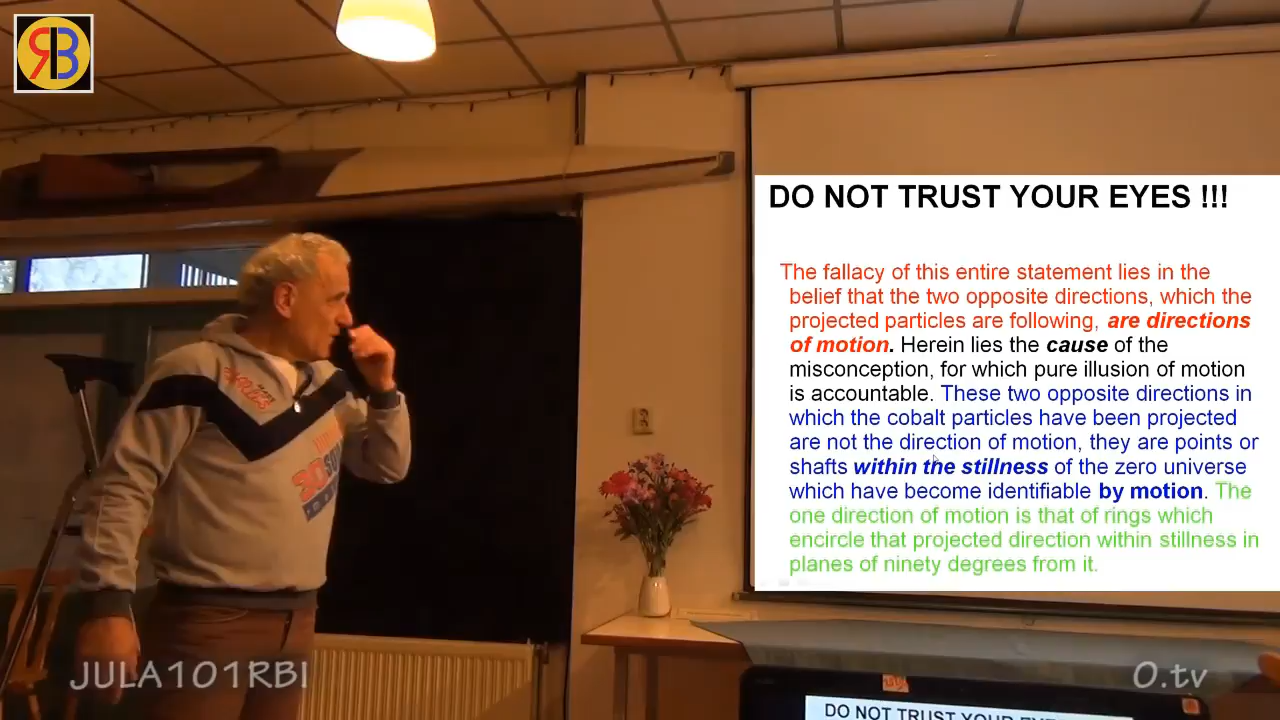 RB
DO NOT TRUST YOUR EYES !!!
The fallacy of this entire statement lies in the
belief that the two opposite directions, which the
projected particles are following, are directions
of motion. Herein lies the cause of the
misconception, for which pure illusion of motion
is accountable. These two opposite directions in
which the cobalt particles have been projected
are not the direction of motion, they are points or
shafts within the stillness of the zero universe
which have become identifiable by motion. The
one direction of motion is that of rings which
encircle that projected direction within stillness in
planes of ninety degrees from it.
JULA101RBI
O.tv
DO NOT TRUST YOUR EYE